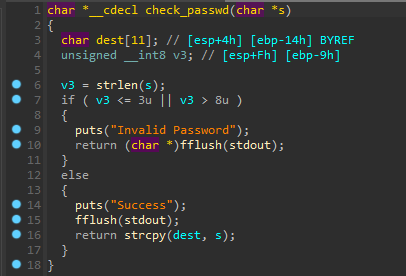 1 char *__cdecl check_passwd(char *s)
2 {
3 char dest[11]; // [esp+4h] [ebp-14h] BYREF
4 unsigned __int8 v3; // [esp+Fh] [ebp-9h]
5
6 v3 = strlen(s);
7 if ( v3 <= 3u || v3 > 8u )
8 {
9 puts("Invalid Password");
10 return (char *)fflush(stdout);
11 }
12 else
13 {
14 puts("Success");
15 fflush(stdout);
16 return strcpy(dest, s);
17 }
18 }